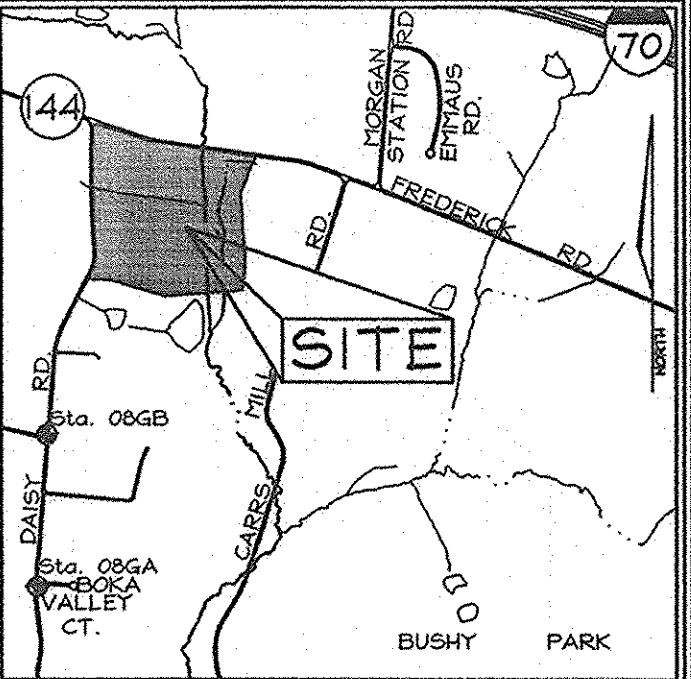 70
144
MORGAN
STATION RD
EMMAUS
RD.
FREDERICK
RD.
RD.
SITE
NORTH
RD.
MILL
Sta. 08GB
DAISY
CARRS
Sta. 08GA
BOKA
VALLEY
CT.
BUSHY PARK